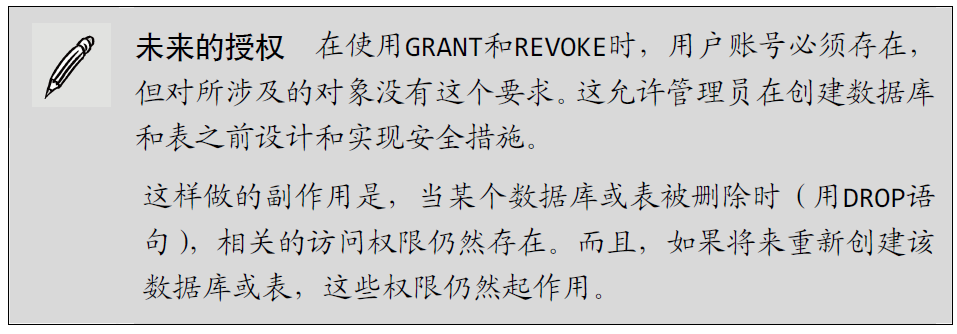 未来的授权 在使用GRANT和REVOKE时，用户账号必须存在，
但对所涉及的对象没有这个要求。这允许管理员在创建数据库
和表之前设计和实现安全措施。
这样做的副作用是，当某个数据库或表被删除时（用DROP语
句），相关的访问权限仍然存在。而且，如果将来重新创建该
数据库或表，这些权限仍然起作用。